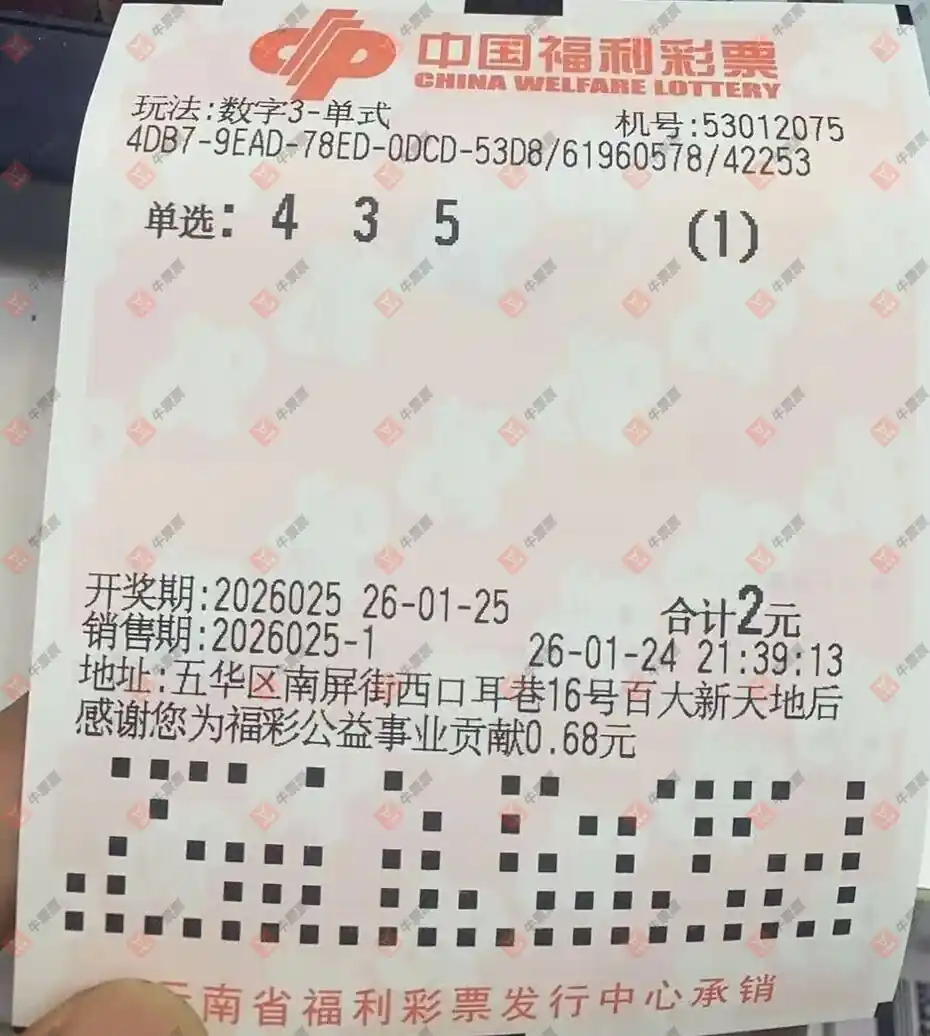 中国福利彩票
CHINA WELFARE LOTTERY
玩法:数字3-单式 机号:53012075
4DB7-9EAD-78ED-0DCD-53D8/61960578/42253
单选: 4 3 5 (1)
开奖期:2026025 26-01-25 合计2元
销售期:2026025-1 26-01-24 21:39:13
地址:五华区南屏街西口耳巷16号百大新天地后
感谢您为福彩公益事业贡献0.68元
南省福利彩票发行中心承销
牛票票